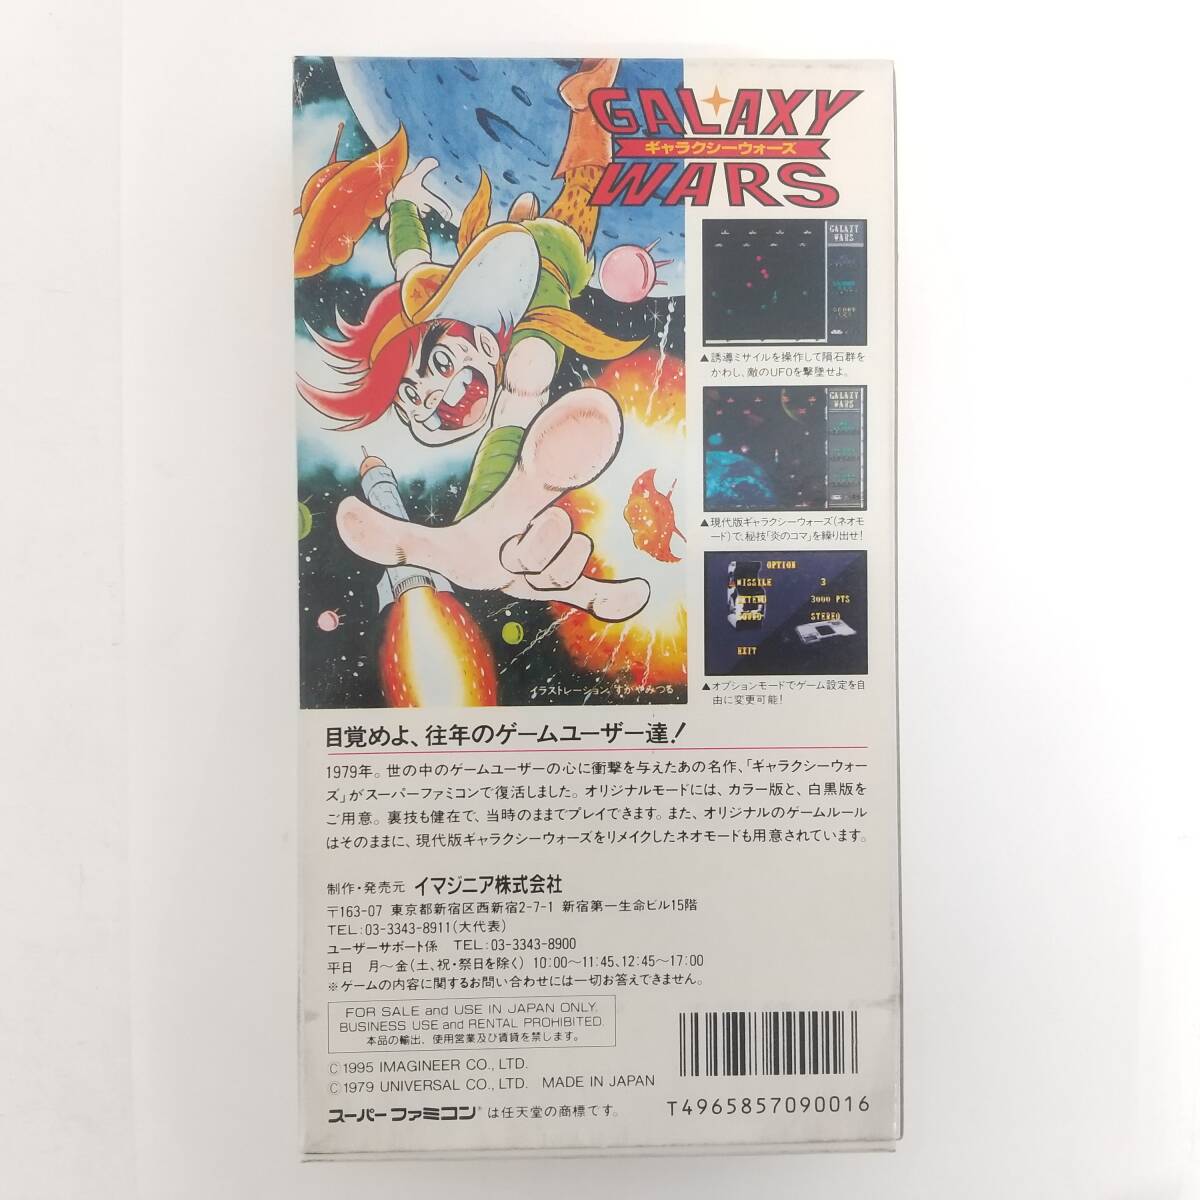 GALAXY
ギャラクシーウォーズ
WARS
GALAXY
WARS
▲誘導ミサイルを操作して隕石群を
かわし、敵のUFOを撃墜せよ。
GALAXY
WARS
▲現代版ギャラクシーウォーズ(ネオモ
ード)で、秘技「炎のコマ」を繰り出せ!
OPTION
MISSILE 3
EXTEND 3000 PTS
SOUND STEREO
EXIT
▲オプションモードでゲーム設定を自
由に変更可能!
イラストレーション すがやみつる
目覚めよ、往年のゲームユーザー達!
1979年。世の中のゲームユーザーの心に衝撃を与えたあの名作、「ギャラクシーウォー
ズ」がスーパーファミコンで復活しました。オリジナルモードには、カラー版と、白黒版を
ご用意。裏技も健在で、当時のままでプレイできます。また、オリジナルのゲームルール
はそのままに、現代版ギャラクシーウォーズをリメイクしたネオモードも用意されています。
制作・発売元 イマジニア株式会社
〒163-07 東京都新宿区西新宿2-7-1 新宿第一生命ビル15階
TEL:03-3343-8911(大代表)
ユーザーサポート係 TEL:03-3343-8900
平日 月〜金(土、祝・祭日を除く) 10:00〜11:45、12:45〜17:00
※ゲームの内容に関するお問い合わせには一切お答えできません。
FOR SALE and USE IN JAPAN ONLY.
BUSINESS USE and RENTAL PROHIBITED.
本品の輸出、使用営業及び賃貸を禁じます。
©1995 IMAGINEER CO., LTD.
©1979 UNIVERSAL CO., LTD. MADE IN JAPAN
スーパーファミコン®は任天堂の商標です。
T4965857090016